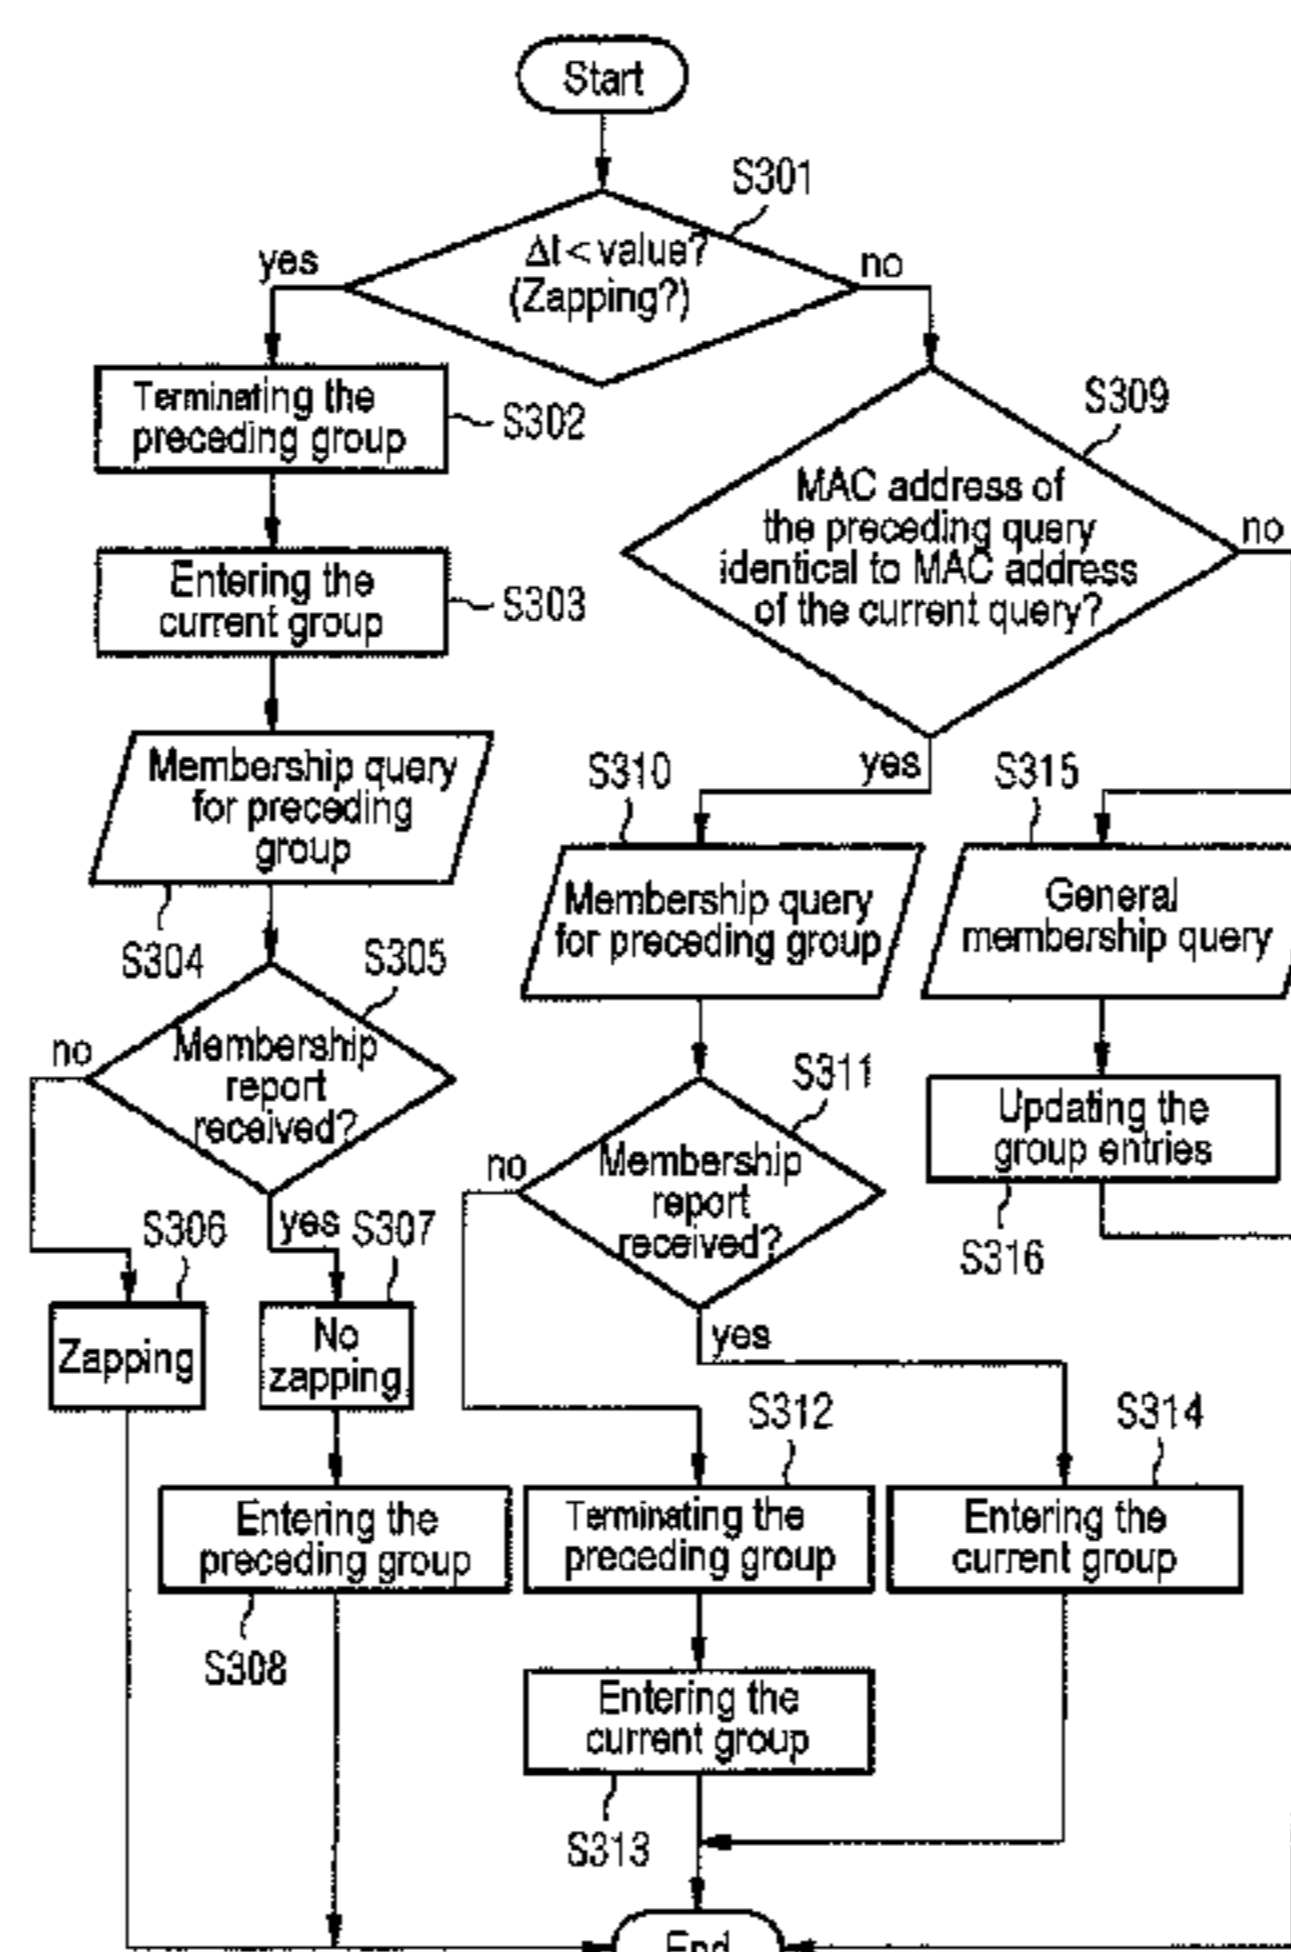 Start
S301
Δt < value?
(Zapping?)
yes
no
Terminating the
preceding group
S302
S309
MAC address of
the preceding query
identical to MAC address
of the current query?
no
yes
Entering the
current group
S303
Membership query
for preceding
group
S304
S305
Membership
report
received?
no
yes
S306
Zapping
S307
No
zapping
Entering the
preceding group
S308
S310
Membership query
for preceding group
S311
Membership
report
received?
no
yes
S312
Terminating the
preceding group
Entering the
current group
S313
S314
Entering the
current group
S315
General
membership query
Updating the
group entries
S316
End